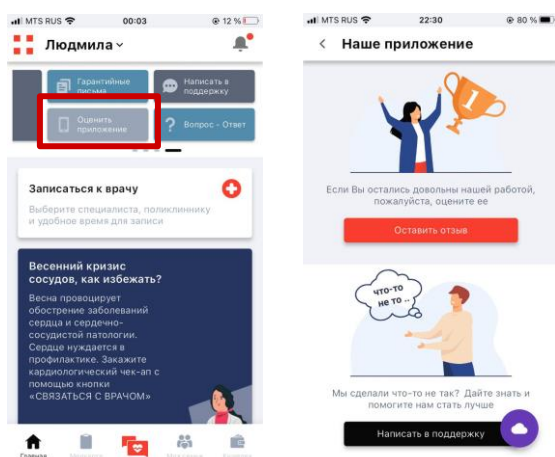 MTS RUS 00:03 12 %
Людмила
Гарантийные
письма
Написать в
поддержку
Оценить
приложение
? Вопрос - Ответ
Записаться к врачу
Выберите специалиста, поликлиннику
и удобное время для записи
Весенний кризис
сосудов, как избежать?
Весна провоцирует
обострение заболеваний
сердца и сердечно-
сосудистой патологии.
Сердце нуждается в
профилактике. Закажите
кардиологический чек-ап с
помощью кнопки
«СВЯЗАТЬСЯ С ВРАЧОМ»
Главная
MTS RUS 22:30 80 %
Наше приложение
1
Если Вы остались довольны нашей работой,
пожалуйста, оцените ее
Оставить отзыв
что-то
не то ..
Мы сделали что-то не так? Дайте знать и
помогите нам стать лучше
Написать в поддержку